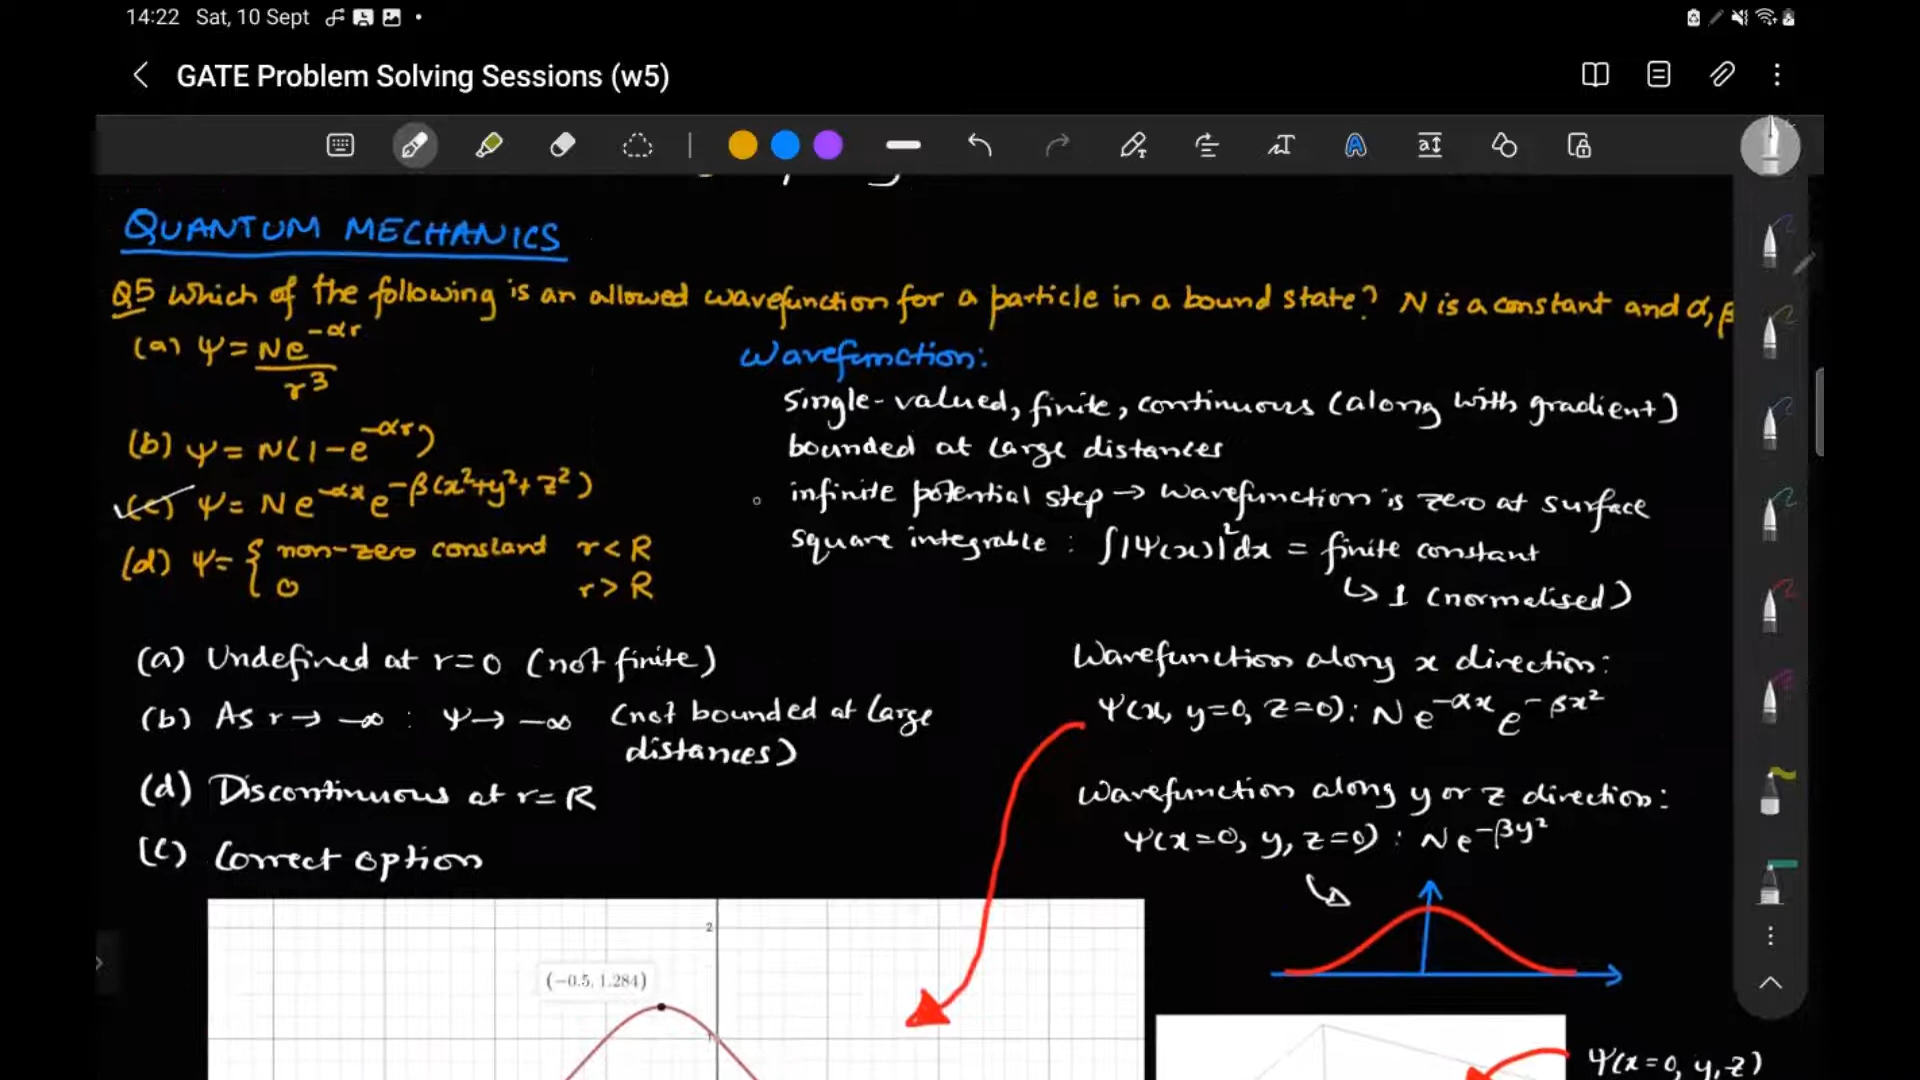 14:22 Sat, 10 Sept
GATE Problem Solving Sessions (w5)
QUANTUM MECHANICS
Q5 Which of the following is an allowed wavefunction for a particle in a bound state? N is a constant and α, β
(a) Ψ = Ne^{-αr} / r³
(b) Ψ = N(1-e^{-αr})
(c) Ψ = Ne^{-αx}e^{-β(x²+y²+z²)}
(d) Ψ = { non-zero constant r < R
0 r > R
Wavefunction:
Single-valued, finite, continuous (along with gradient)
bounded at large distances
infinite potential step → wavefunction is zero at surface
square integrable : ∫|Ψ(x)|²dx = finite constant
↳ 1 (normalised)
(a) Undefined at r=0 (not finite)
(b) As r → -∞ : Ψ → -∞ (not bounded at large
distances)
(d) Discontinuous at r=R
(c) Correct option
Wavefunction along x direction:
Ψ(x, y=0, z=0): Ne^{-αx}e^{-βx²}
Wavefunction along y or z direction:
Ψ(x=0, y, z=0) : Ne^{-βy²}
2
(-0.5, 1.284)
1
Ψ(x=0, y, z)